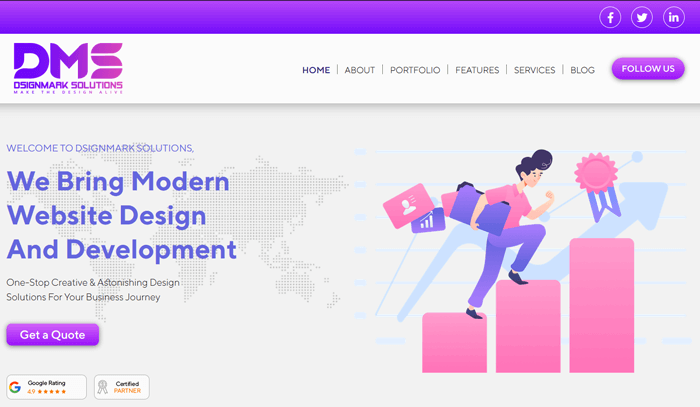 DMS
DSIGNMARK SOLUTIONS
MAKE THE DESIGN ALIVE
HOME
ABOUT
PORTFOLIO
FEATURES
SERVICES
BLOG
FOLLOW US
WELCOME TO DSIGNMARK SOLUTIONS,
We Bring Modern
Website Design
And Development
One-Stop Creative & Astonishing Design
Solutions For Your Business Journey
Get a Quote
Google Rating
4.9 ★★★★★
Certified
PARTNER